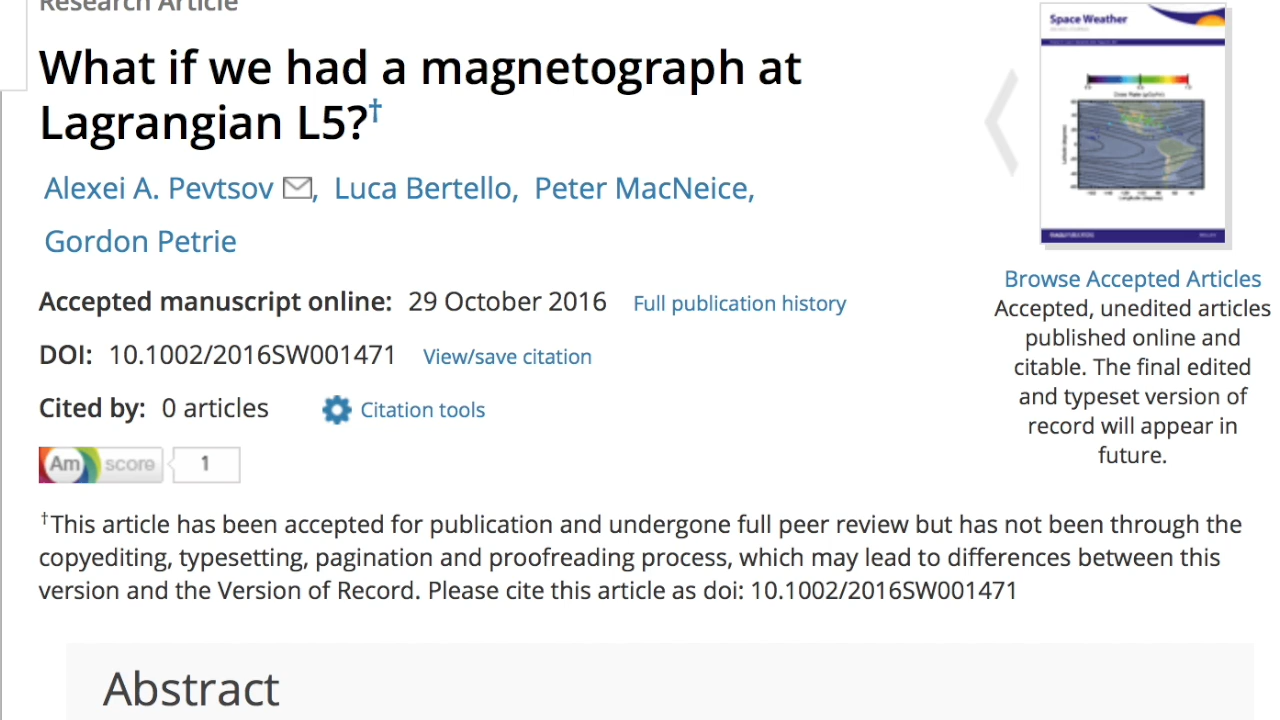 Research Article
What if we had a magnetograph at
Lagrangian L5?†
Alexei A. Pevtsov, Luca Bertello, Peter MacNeice,
Gordon Petrie
Accepted manuscript online: 29 October 2016 Full publication history
DOI: 10.1002/2016SW001471 View/save citation
Cited by: 0 articles Citation tools
Am score 1
†This article has been accepted for publication and undergone full peer review but has not been through the
copyediting, typesetting, pagination and proofreading process, which may lead to differences between this
version and the Version of Record. Please cite this article as doi: 10.1002/2016SW001471
Abstract
Space Weather
Browse Accepted Articles
Accepted, unedited articles
published online and
citable. The final edited
and typeset version of
record will appear in
future.